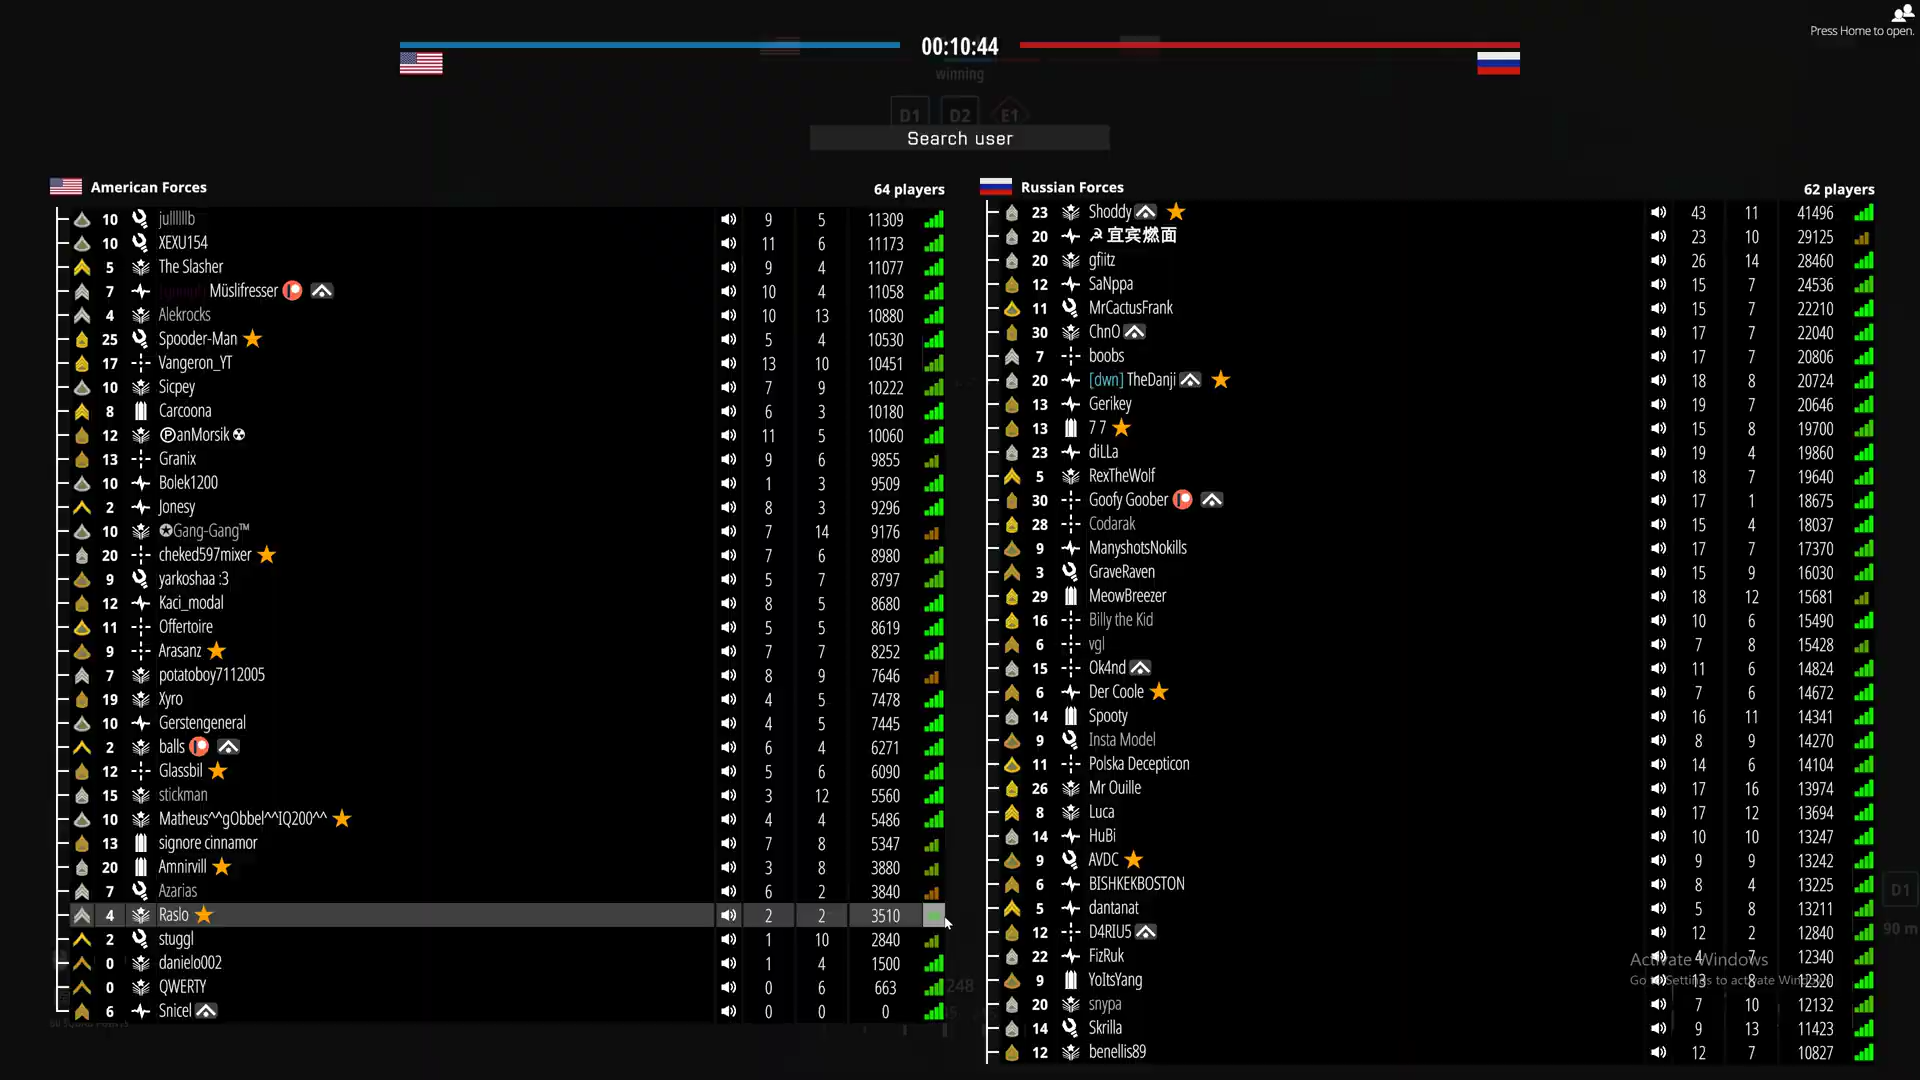 Press Home to open.
00:10:44
winning
D1 D2 E1
Search user
American Forces 64 players
10 jullllllb 9 5 11309
10 XEXU154 11 6 11173
5 The Slasher 9 4 11077
7 Müslifresser 10 4 11058
4 Alekrocks 10 13 10880
25 Spooder-Man 5 4 10530
17 Vangeron_YT 13 10 10451
10 Sicpey 7 9 10222
8 Carcoona 6 3 10180
12 ⓅanMorsik ☢ 11 5 10060
13 Granix 9 6 9855
10 Bolek1200 1 3 9509
2 Jonesy 8 3 9296
10 ✪Gang-Gang™ 7 14 9176
20 cheked597mixer 7 6 8980
9 yarkoshaa :3 5 7 8797
12 Kaci_modal 8 5 8680
11 Offertoire 5 5 8619
9 Arasanz 7 7 8252
7 potatoboy7112005 8 9 7646
19 Xyro 4 5 7478
10 Gerstengeneral 4 5 7445
2 balls 6 4 6271
12 Glassbil 5 6 6090
15 stickman 3 12 5560
10 Matheus^^gObbel^^IQ200^^ 4 4 5486
13 signore cinnamor 7 8 5347
20 Amnirvill 3 8 3880
7 Azarias 6 2 3840
4 Raslo 2 2 3510
2 stuggl 1 10 2840
0 danielo002 1 4 1500
0 QWERTY 0 6 663
6 Snicel 0 0 0
Russian Forces 62 players
23 Shoddy 43 11 41496
20 ☭ 宜宾燃面 23 10 29125
20 gfiitz 26 14 28460
12 SaNppa 15 7 24536
11 MrCactusFrank 15 7 22210
30 ChnO 17 7 22040
7 boobs 17 7 20806
20 [dwn] TheDanji 18 8 20724
13 Gerikey 19 7 20646
13 7 7 15 8 19700
23 diLLa 19 4 19860
5 RexTheWolf 18 7 19640
30 Goofy Goober 17 1 18675
28 Codarak 15 4 18037
9 ManyshotsNokills 17 7 17370
3 GraveRaven 15 9 16030
29 MeowBreezer 18 12 15681
16 Billy the Kid 10 6 15490
6 vgl 7 8 15428
15 Ok4nd 11 6 14824
6 Der Coole 7 6 14672
14 Spooty 16 11 14341
9 Insta Model 8 9 14270
11 Polska Decepticon 14 6 14104
26 Mr Ouille 17 16 13974
8 Luca 17 12 13694
14 HuBi 10 10 13247
9 AVDC 9 9 13242
6 BISHKEKBOSTON 8 4 13225
5 dantanat 5 8 13211
12 D4RIU5 12 2 12840
22 FizRuk 4 7 12340
9 YoItsYang 13 8 12320
20 snypa 7 10 12132
14 Skrilla 9 13 11423
12 benellis89 12 7 10827
D1
90 m
Activate Windows
Go to Settings to activate Windows.
248